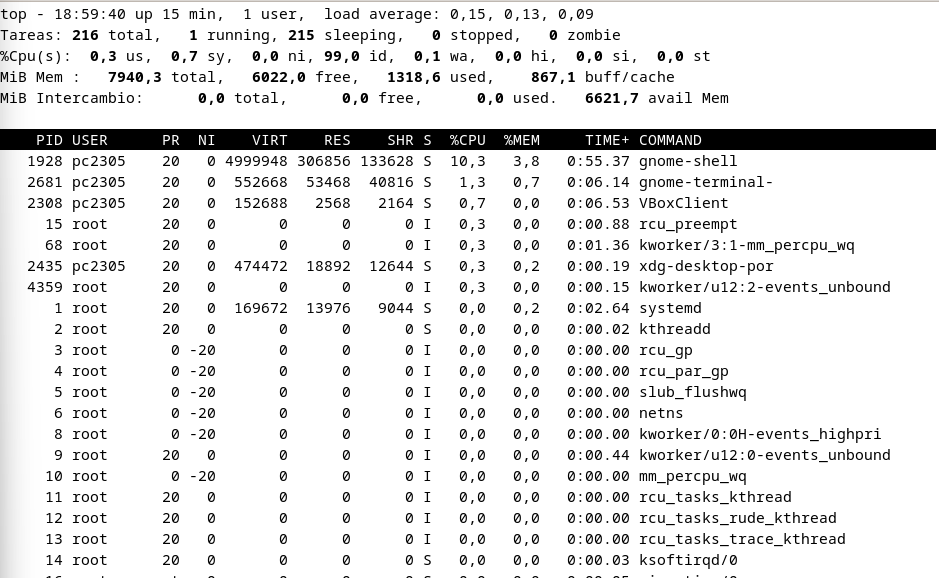 top - 18:59:40 up 15 min,  1 user,  load average: 0,15, 0,13, 0,09
Tareas: 216 total,   1 running, 215 sleeping,   0 stopped,   0 zombie
%Cpu(s):  0,3 us,  0,7 sy,  0,0 ni, 99,0 id,  0,1 wa,  0,0 hi,  0,0 si,  0,0 st
MiB Mem :   7940,3 total,   6022,0 free,   1318,6 used,    867,1 buff/cache
MiB Intercambio:      0,0 total,      0,0 free,      0,0 used.   6621,7 avail Mem
PID USER      PR  NI    VIRT    RES    SHR S  %CPU  %MEM     TIME+ COMMAND
1928 pc2305    20   0 4999948 306856 133628 S  10,3   3,8   0:55.37 gnome-shell
2681 pc2305    20   0  552668  53468  40816 S   1,3   0,7   0:06.14 gnome-terminal-
2308 pc2305    20   0  152688   2568   2164 S   0,7   0,0   0:06.53 VBoxClient
15 root      20   0       0      0      0 I   0,3   0,0   0:00.88 rcu_preempt
68 root      20   0       0      0      0 I   0,3   0,0   0:01.36 kworker/3:1-mm_percpu_wq
2435 pc2305    20   0  474472  18892  12644 S   0,3   0,2   0:00.19 xdg-desktop-por
4359 root      20   0       0      0      0 I   0,3   0,0   0:00.15 kworker/u12:2-events_unbound
1 root      20   0  169672  13976   9044 S   0,0   0,2   0:02.64 systemd
2 root      20   0       0      0      0 S   0,0   0,0   0:00.02 kthreadd
3 root       0 -20       0      0      0 I   0,0   0,0   0:00.00 rcu_gp
4 root       0 -20       0      0      0 I   0,0   0,0   0:00.00 rcu_par_gp
5 root       0 -20       0      0      0 I   0,0   0,0   0:00.00 slub_flushwq
6 root       0 -20       0      0      0 I   0,0   0,0   0:00.00 netns
8 root       0 -20       0      0      0 I   0,0   0,0   0:00.00 kworker/0:0H-events_highpri
9 root      20   0       0      0      0 I   0,0   0,0   0:00.44 kworker/u12:0-events_unbound
10 root       0 -20       0      0      0 I   0,0   0,0   0:00.00 mm_percpu_wq
11 root      20   0       0      0      0 I   0,0   0,0   0:00.00 rcu_tasks_kthread
12 root      20   0       0      0      0 I   0,0   0,0   0:00.00 rcu_tasks_rude_kthread
13 root      20   0       0      0      0 I   0,0   0,0   0:00.00 rcu_tasks_trace_kthread
14 root      20   0       0      0      0 S   0,0   0,0   0:00.03 ksoftirqd/0